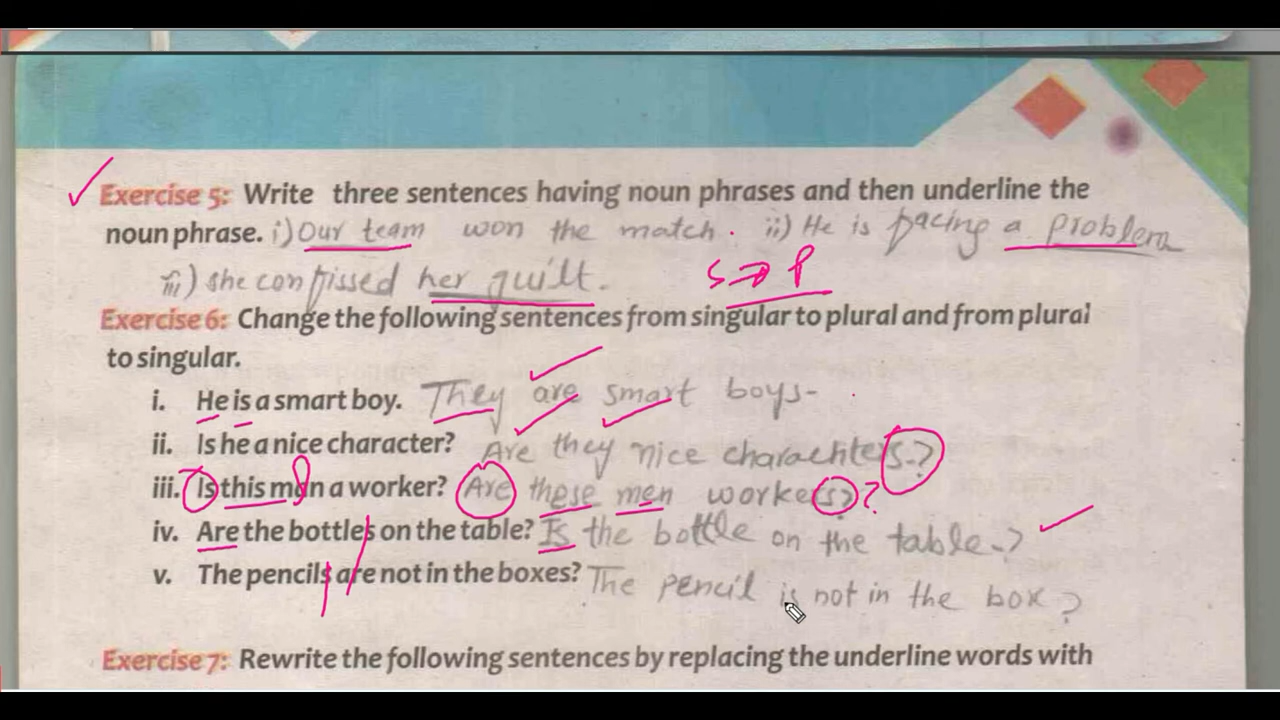 Exercise 5: Write three sentences having noun phrases and then underline the
noun phrase. i) Our team won the match. ii) He is facing a problem
iii) she confissed her guilt. S ⇒ P
Exercise 6: Change the following sentences from singular to plural and from plural
to singular.
i. He is a smart boy. They are smart boys-
ii. Is he a nice character? Are they nice charachters.?
iii. Is this man a worker? Are these men workers? ?
iv. Are the bottles on the table? Is the bottle on the table.?
v. The pencils are not in the boxes? The pencil is not in the box?
Exercise 7: Rewrite the following sentences by replacing the underline words with